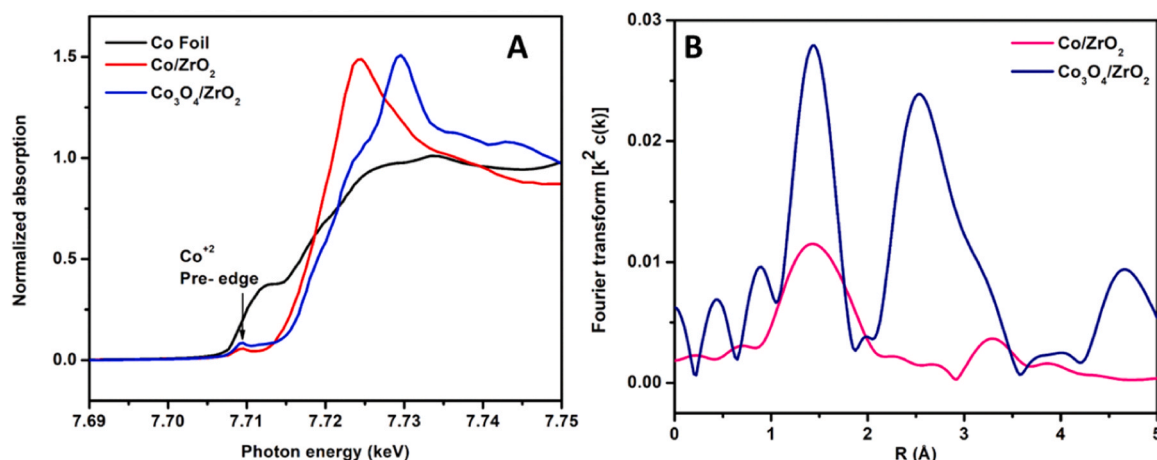 A
Co Foil
Co/ZrO₂
Co₃O₄/ZrO₂
Co⁺²
Pre- edge
Normalized absorption
1.5
1.0
0.5
0.0
7.69 7.70 7.71 7.72 7.73 7.74 7.75
Photon energy (keV)
B
Co/ZrO₂
Co₃O₄/ZrO₂
Fourier transform [k² c(k)]
0.03
0.02
0.01
0.00
0 1 2 3 4 5
R (Å)